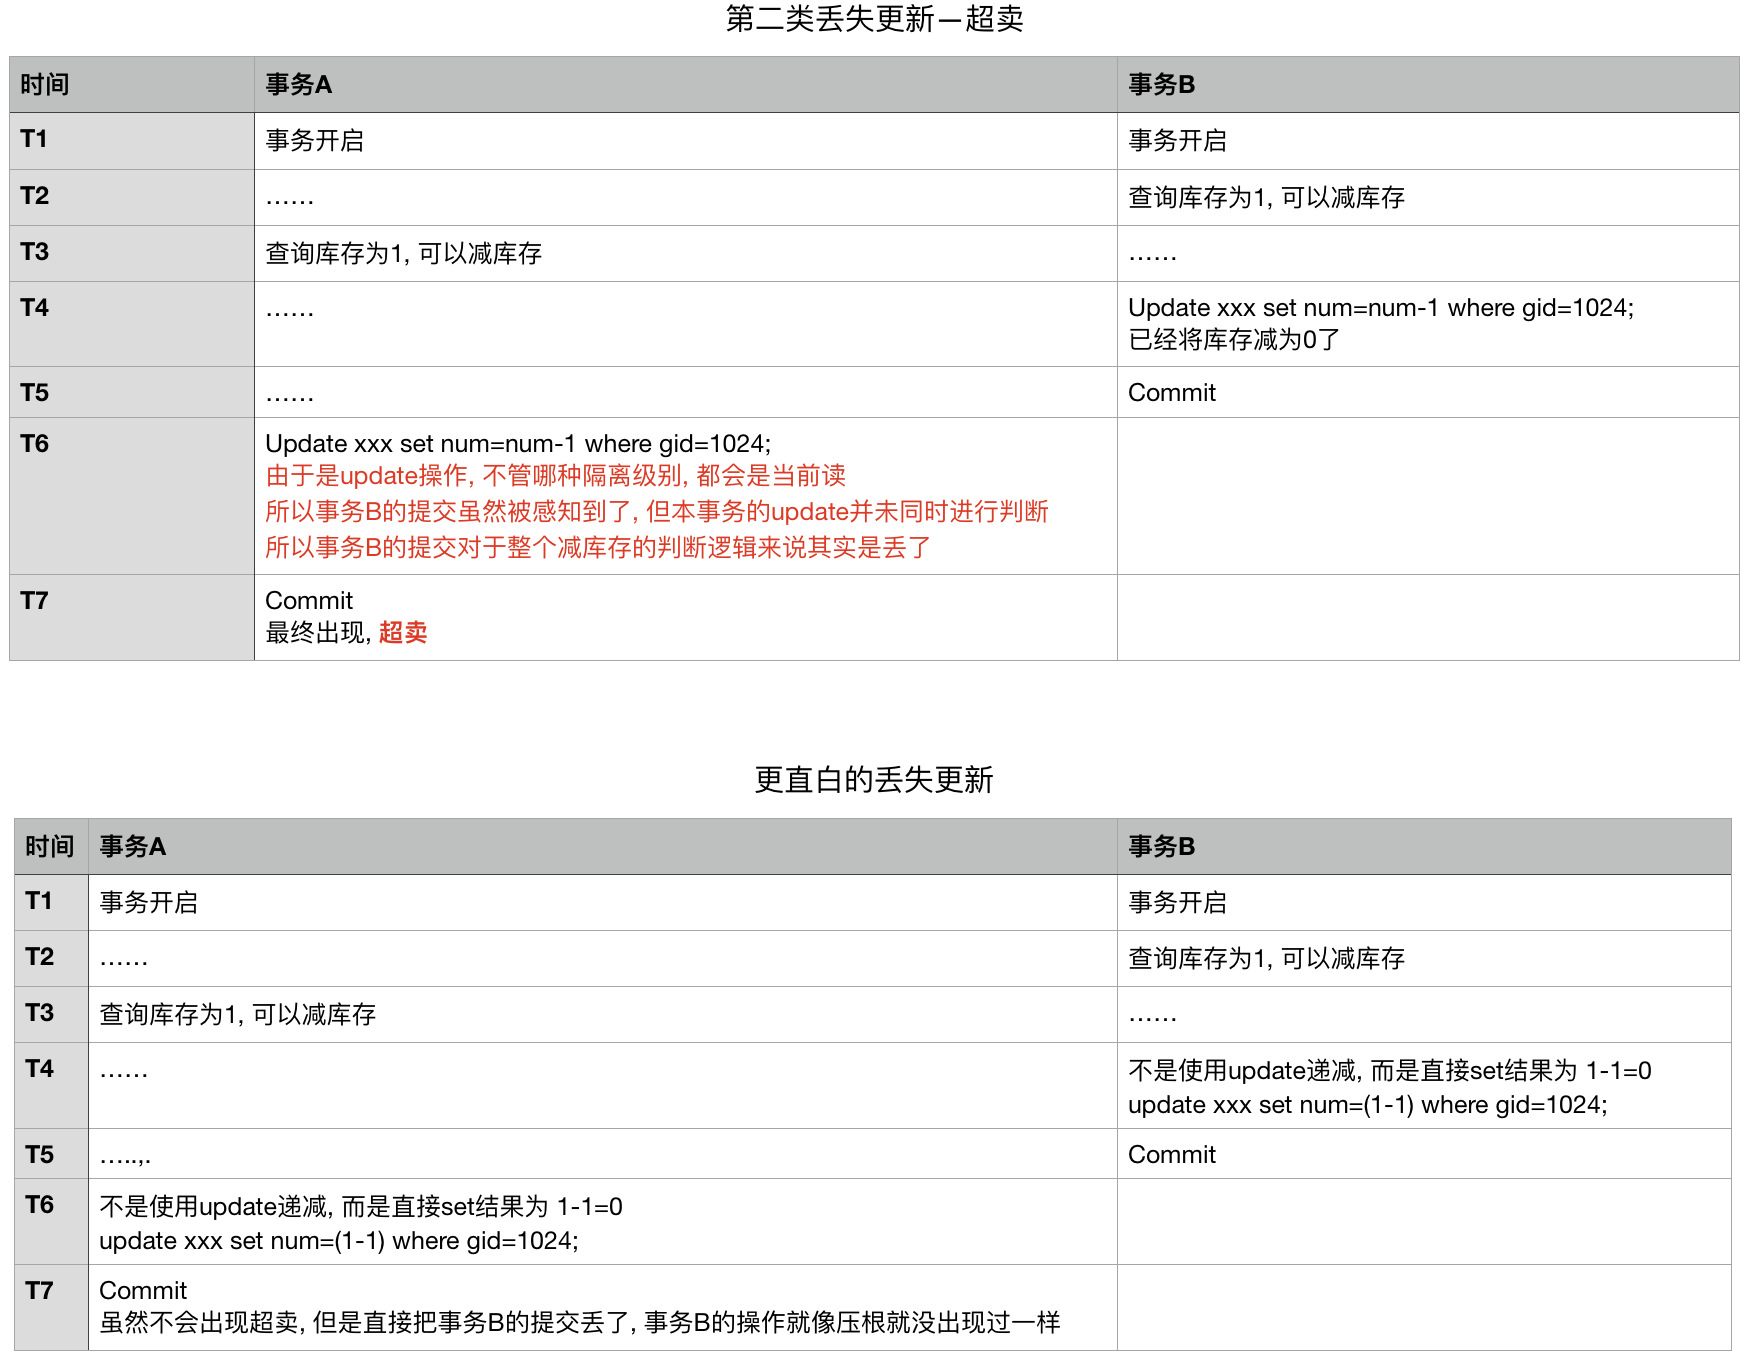 第二类丢失更新—超卖
时间 事务A 事务B
T1 事务开启 事务开启
T2 …… 查询库存为1, 可以减库存
T3 查询库存为1, 可以减库存 ……
T4 …… Update xxx set num=num-1 where gid=1024;
已经将库存减为0了
T5 …… Commit
T6 Update xxx set num=num-1 where gid=1024;
由于是update操作, 不管哪种隔离级别, 都会是当前读
所以事务B的提交虽然被感知到了, 但本事务的update并未同时进行判断
所以事务B的提交对于整个减库存的判断逻辑来说其实是丢了
T7 Commit
最终出现, 超卖
更直白的丢失更新
时间 事务A 事务B
T1 事务开启 事务开启
T2 …… 查询库存为1, 可以减库存
T3 查询库存为1, 可以减库存 ……
T4 …… 不是使用update递减, 而是直接set结果为 1-1=0
update xxx set num=(1-1) where gid=1024;
T5 …..,. Commit
T6 不是使用update递减, 而是直接set结果为 1-1=0
update xxx set num=(1-1) where gid=1024;
T7 Commit
虽然不会出现超卖, 但是直接把事务B的提交丢了, 事务B的操作就像压根就没出现过一样